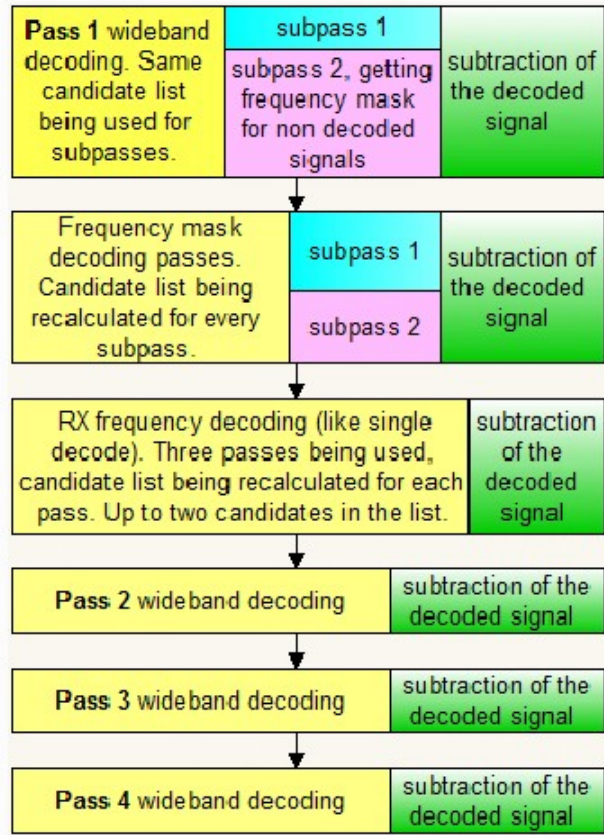 Pass 1 wideband
decoding. Same
candidate list
being used for
subpasses.
subpass 1
subpass 2, getting
frequency mask
for non decoded
signals
subtraction of
the decoded
signal
Frequency mask
decoding passes.
Candidate list being
recalculated for every
subpass.
subpass 1
subpass 2
subtraction of
the decoded
signal
RX frequency decoding (like single
decode). Three passes being used,
candidate list being recalculated for each
pass. Up to two candidates in the list.
subtraction
of the
decoded
signal
Pass 2 wideband decoding
subtraction of the
decoded signal
Pass 3 wideband decoding
subtraction of the
decoded signal
Pass 4 wideband decoding
subtraction of the
decoded signal